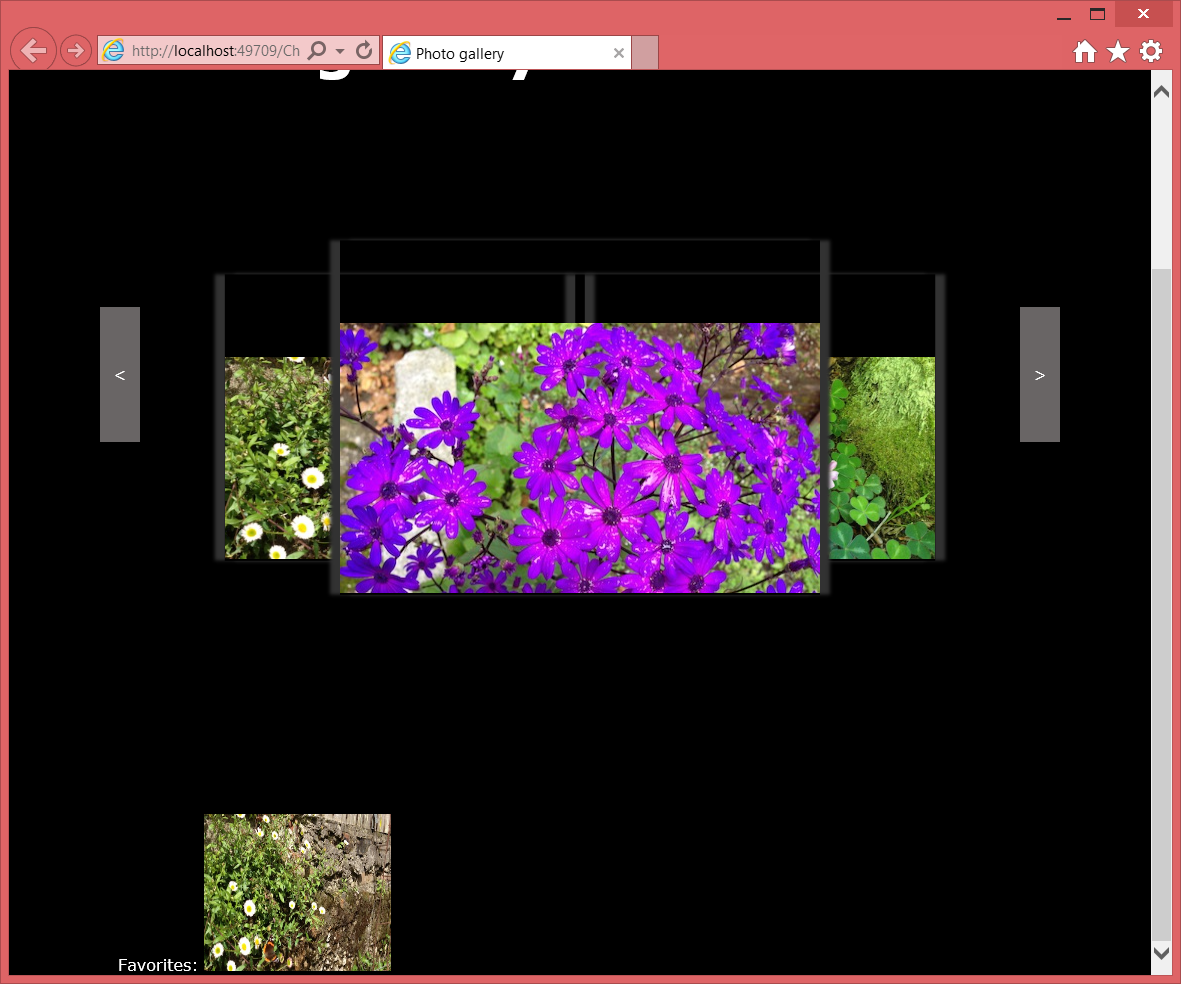 http://localhost:49709/Ch
Photo gallery
<
>
Favorites: